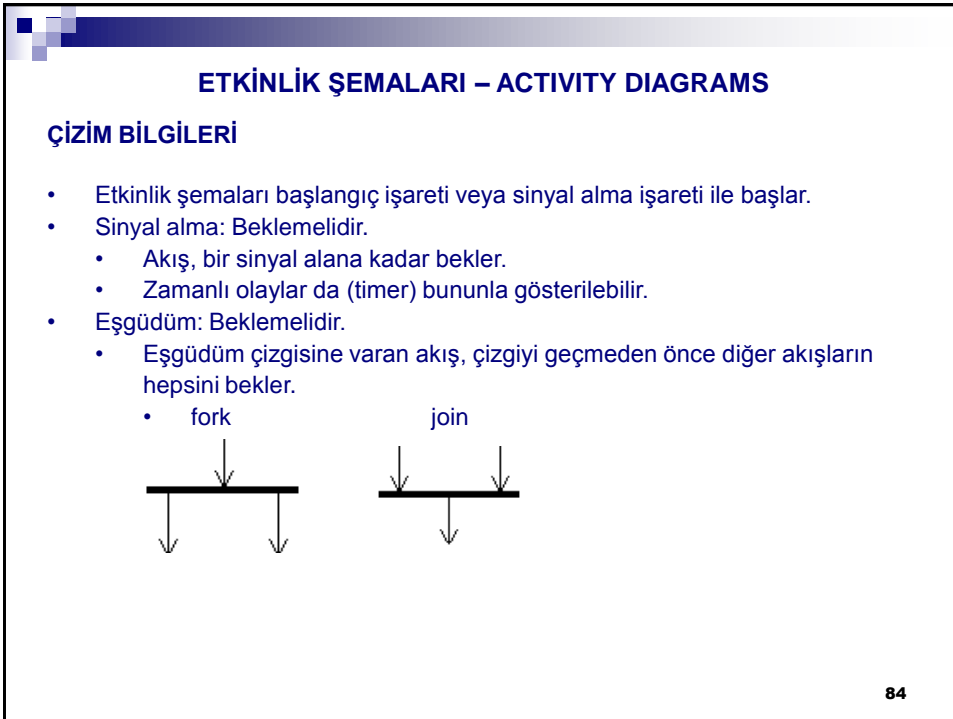 ETKİNLİK ŞEMALARI – ACTIVITY DIAGRAMS
ÇİZİM BİLGİLERİ
• Etkinlik şemaları başlangıç işareti veya sinyal alma işareti ile başlar.
• Sinyal alma: Beklemelidir.
• Akış, bir sinyal alana kadar bekler.
• Zamanlı olaylar da (timer) bununla gösterilebilir.
• Eşgüdüm: Beklemelidir.
• Eşgüdüm çizgisine varan akış, çizgiyi geçmeden önce diğer akışların
hepsini bekler.
• fork join
84